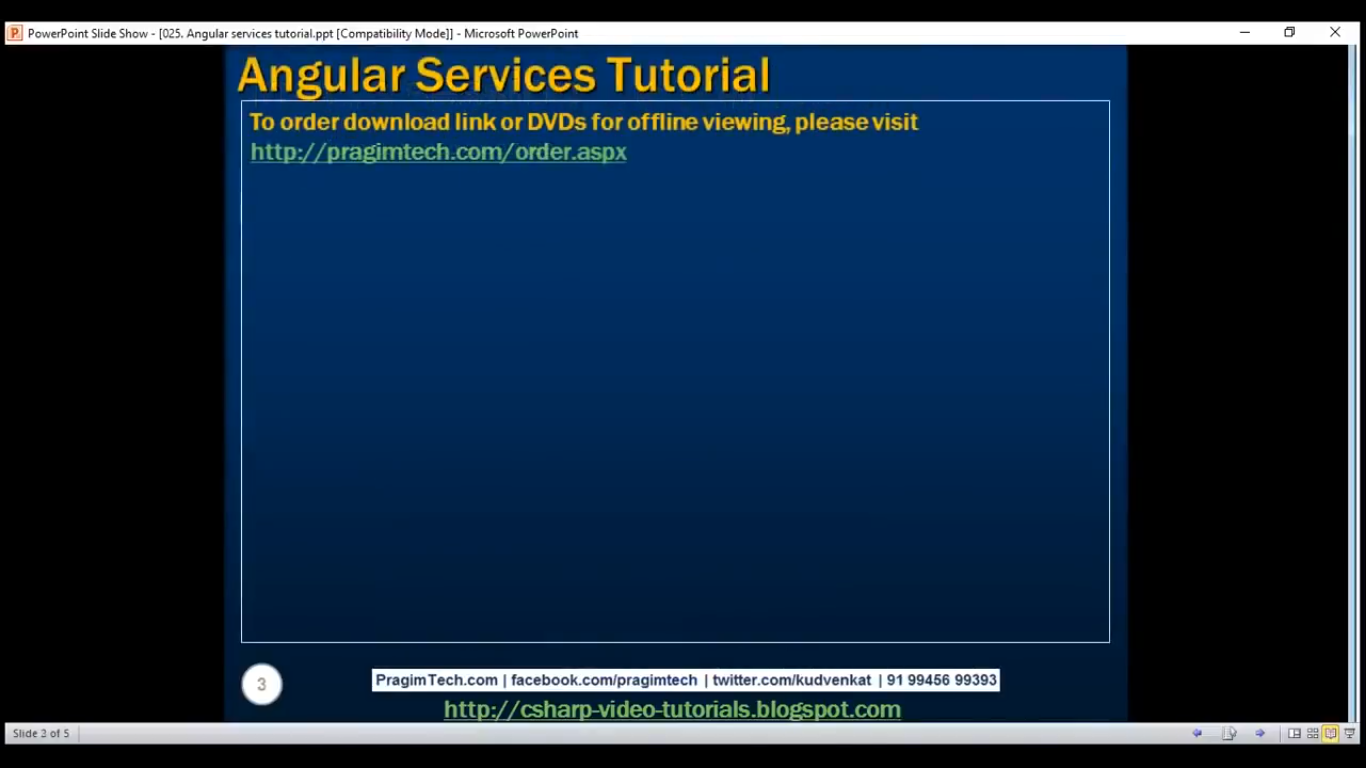 PowerPoint Slide Show - [025. Angular services tutorial.ppt [Compatibility Mode]] - Microsoft PowerPoint
Angular Services Tutorial
To order download link or DVDs for offline viewing, please visit
http://pragimtech.com/order.aspx
3
PragimTech.com | facebook.com/pragimtech | twitter.com/kudvenkat | 91 99456 99393
http://csharp-video-tutorials.blogspot.com
Slide 3 of 5